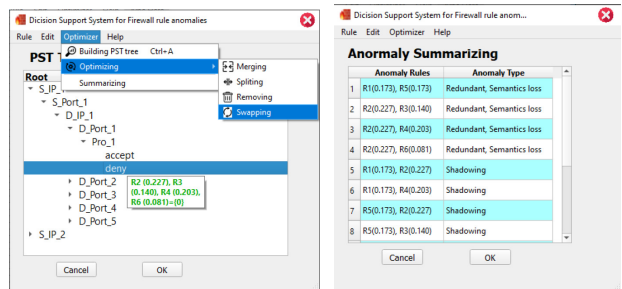 Dicision Support System for Firewall rule anomalies
Rule Edit Optimizer Help
Building PST tree Ctrl+A
Optimizing
Summarizing
Merging
Spliting
Removing
Swapping
PST
Root
S_IP_1
S_Port_1
D_IP_1
D_Port_1
Pro_1
accept
deny
D_Port_2
D_Port_3
D_Port_4
D_Port_5
S_IP_2
R2 (0.227), R3
(0.140), R4 (0.203),
R6 (0.081)={0}
Cancel OK
Dicision Support System for Firewall rule anom...
Rule Edit Optimizer Help
Anomaly Summarizing
Anomaly Rules Anomaly Type
1 R1(0.173), R5(0.173) Redundant, Semantics loss
2 R2(0.227), R3(0.140) Redundant, Semantics loss
3 R2(0.227), R4(0.203) Redundant, Semantics loss
4 R2(0.227), R6(0.081) Redundant, Semantics loss
5 R1(0.173), R2(0.227) Shadowing
6 R1(0.173), R4(0.203) Shadowing
7 R5(0.173), R2(0.227) Shadowing
8 R5(0.173), R3(0.140) Shadowing
Cancel OK